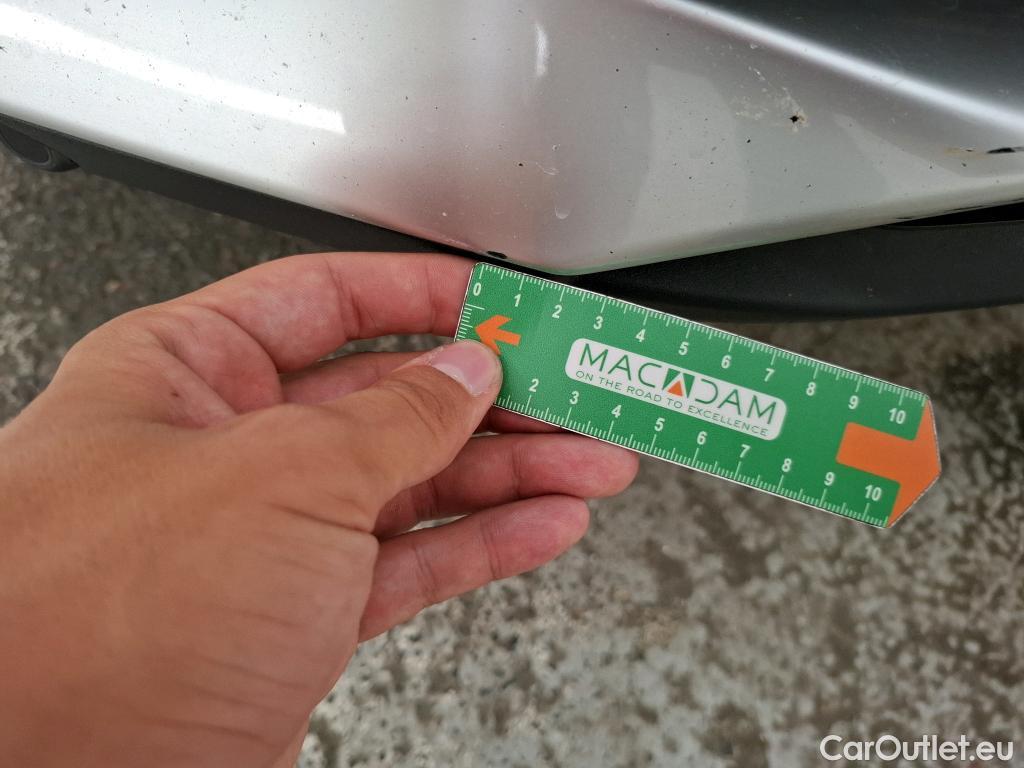 0 1 2 3 4 5 6 7 8 9 10
MACADAM
ON THE ROAD TO EXCELLENCE
2 3 4 5 6 7 8 9 10
CarOutlet.eu